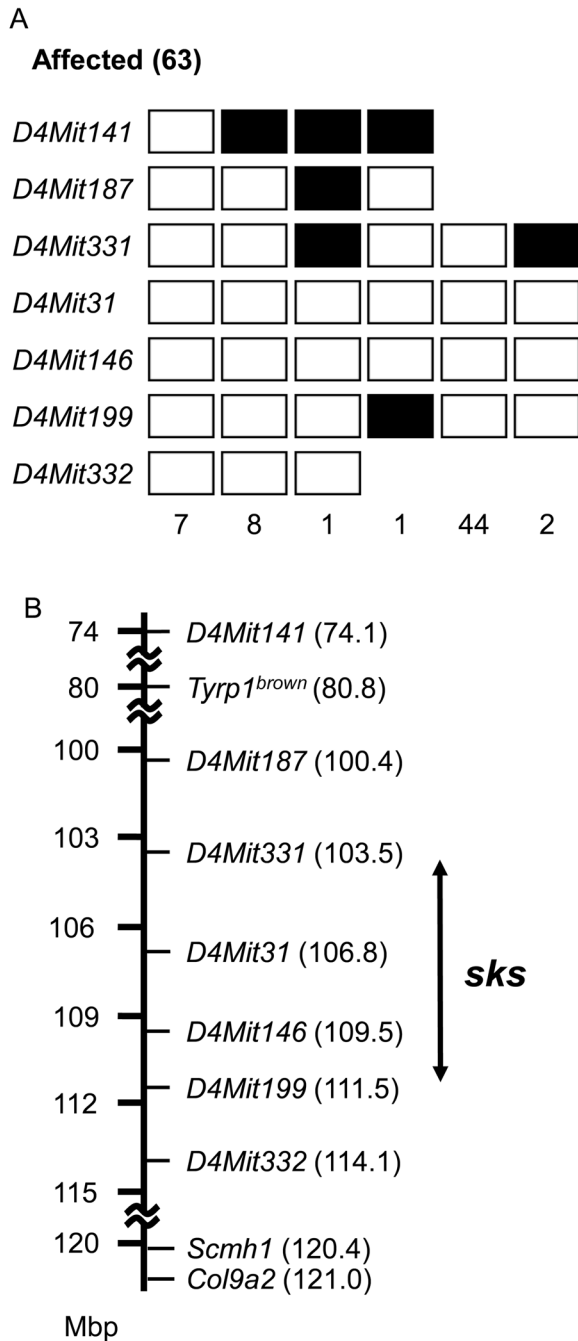 A
Affected (63)
D4Mit141
D4Mit187
D4Mit331
D4Mit31
D4Mit146
D4Mit199
D4Mit332
7 8 1 1 44 2
B
74 D4Mit141 (74.1)
80 Tyrp1brown (80.8)
100 D4Mit187 (100.4)
103 D4Mit331 (103.5)
106 D4Mit31 (106.8)
sks
109 D4Mit146 (109.5)
D4Mit199 (111.5)
112
D4Mit332 (114.1)
115
120 Scmh1 (120.4)
Col9a2 (121.0)
Mbp